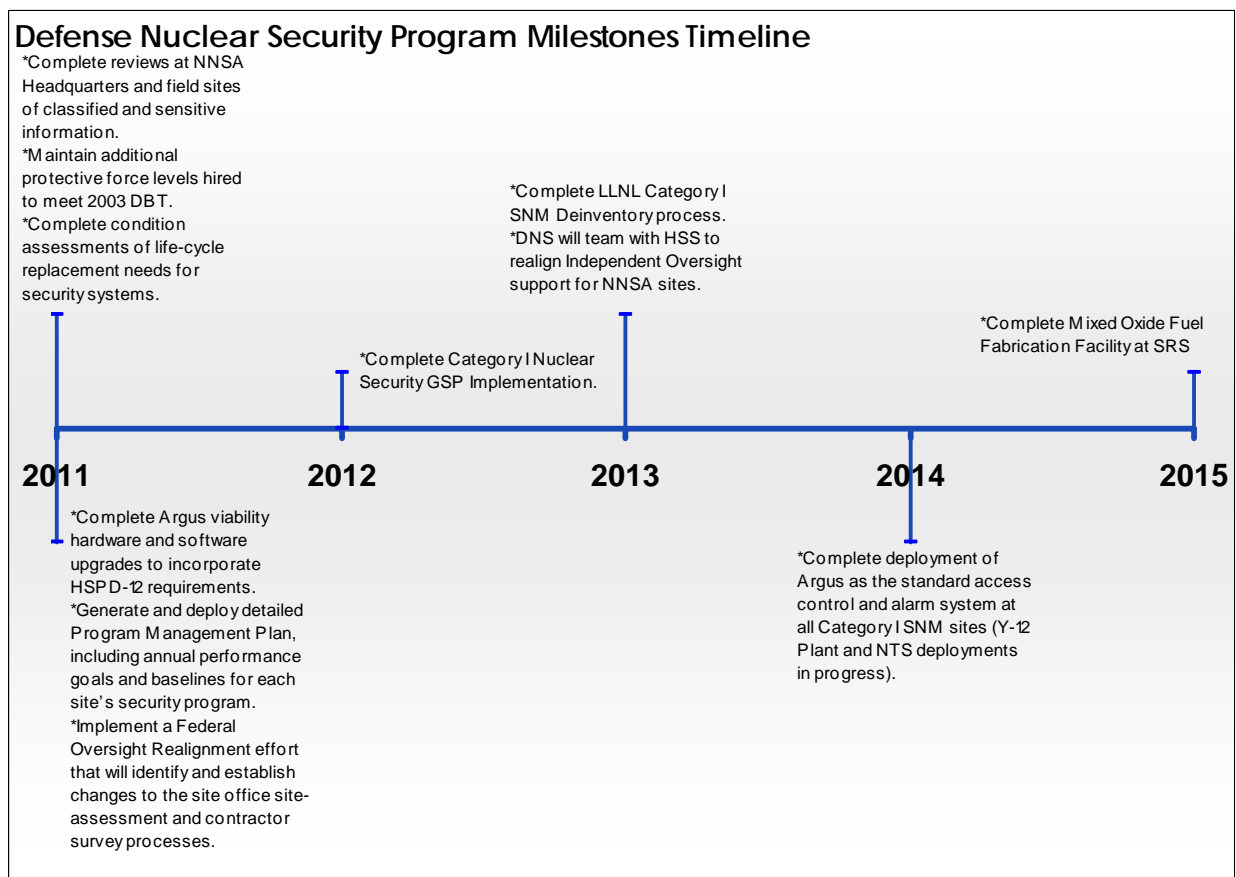 Defense Nuclear Security Program Milestones Timeline
*Complete reviews at NNSA
Headquarters and field sites
of classified and sensitive
information.
*Maintain additional
protective force levels hired
to meet 2003 DBT.
*Complete condition
assessments of life-cycle
replacement needs for
security systems.
*Complete Category I Nuclear
Security GSP Implementation.
*Complete LLNL Category I
SNM Deinventory process.
*DNS will team with HSS to
realign Independent Oversight
support for NNSA sites.
*Complete Mixed Oxide Fuel
Fabrication Facility at SRS
2011 2012 2013 2014 2015
*Complete Argus viability
hardware and software
upgrades to incorporate
HSPD-12 requirements.
*Generate and deploy detailed
Program Management Plan,
including annual performance
goals and baselines for each
site's security program.
*Implement a Federal
Oversight Realignment effort
that will identify and establish
changes to the site office site-
assessment and contractor
survey processes.
*Complete deployment of
Argus as the standard access
control and alarm system at
all Category I SNM sites (Y-12
Plant and NTS deployments
in progress).